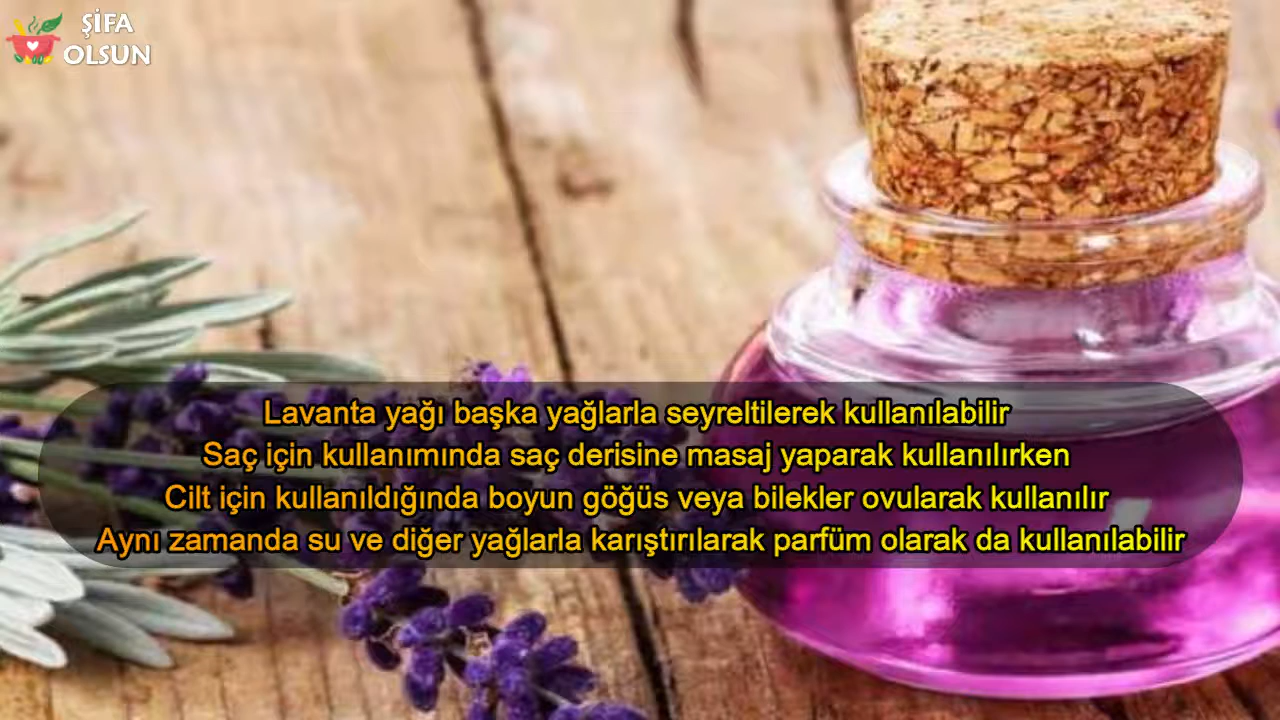 ŞİFA
OLSUN
Lavanta yağı başka yağlarla seyreltilerek kullanılabilir
Saç için kullanımında saç derisine masaj yaparak kullanılırken
Cilt için kullanıldığında boyun göğüs veya bilekler ovularak kullanılır
Aynı zamanda su ve diğer yağlarla karıştırılarak parfüm olarak da kullanılabilir